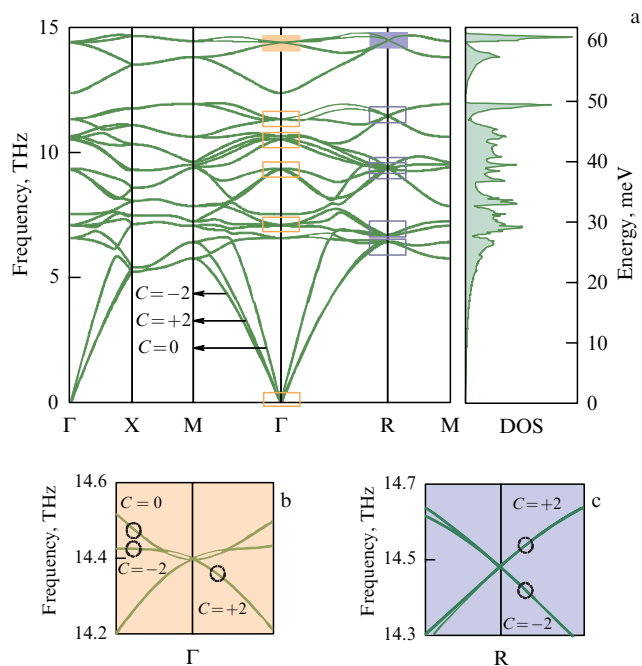 a
15
10
5
0
Frequency, THz
C = −2
C = +2
C = 0
Γ X M Γ R M
60
50
40
30
20
10
0
Energy, meV
DOS
b
14.6
14.4
14.2
Frequency, THz
C = 0
C = −2
C = +2
Γ
c
14.7
14.5
14.3
Frequency, THz
C = +2
C = −2
R